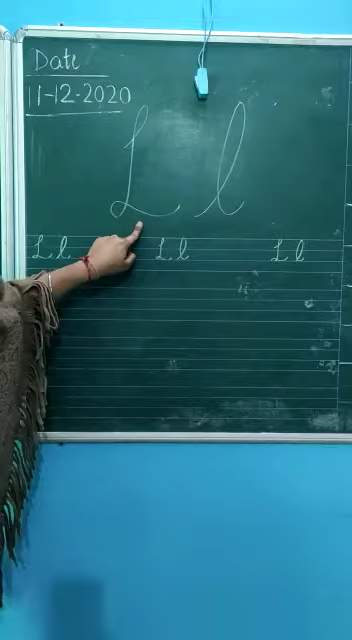 Date
11-12-2020
L l
L l L l L l